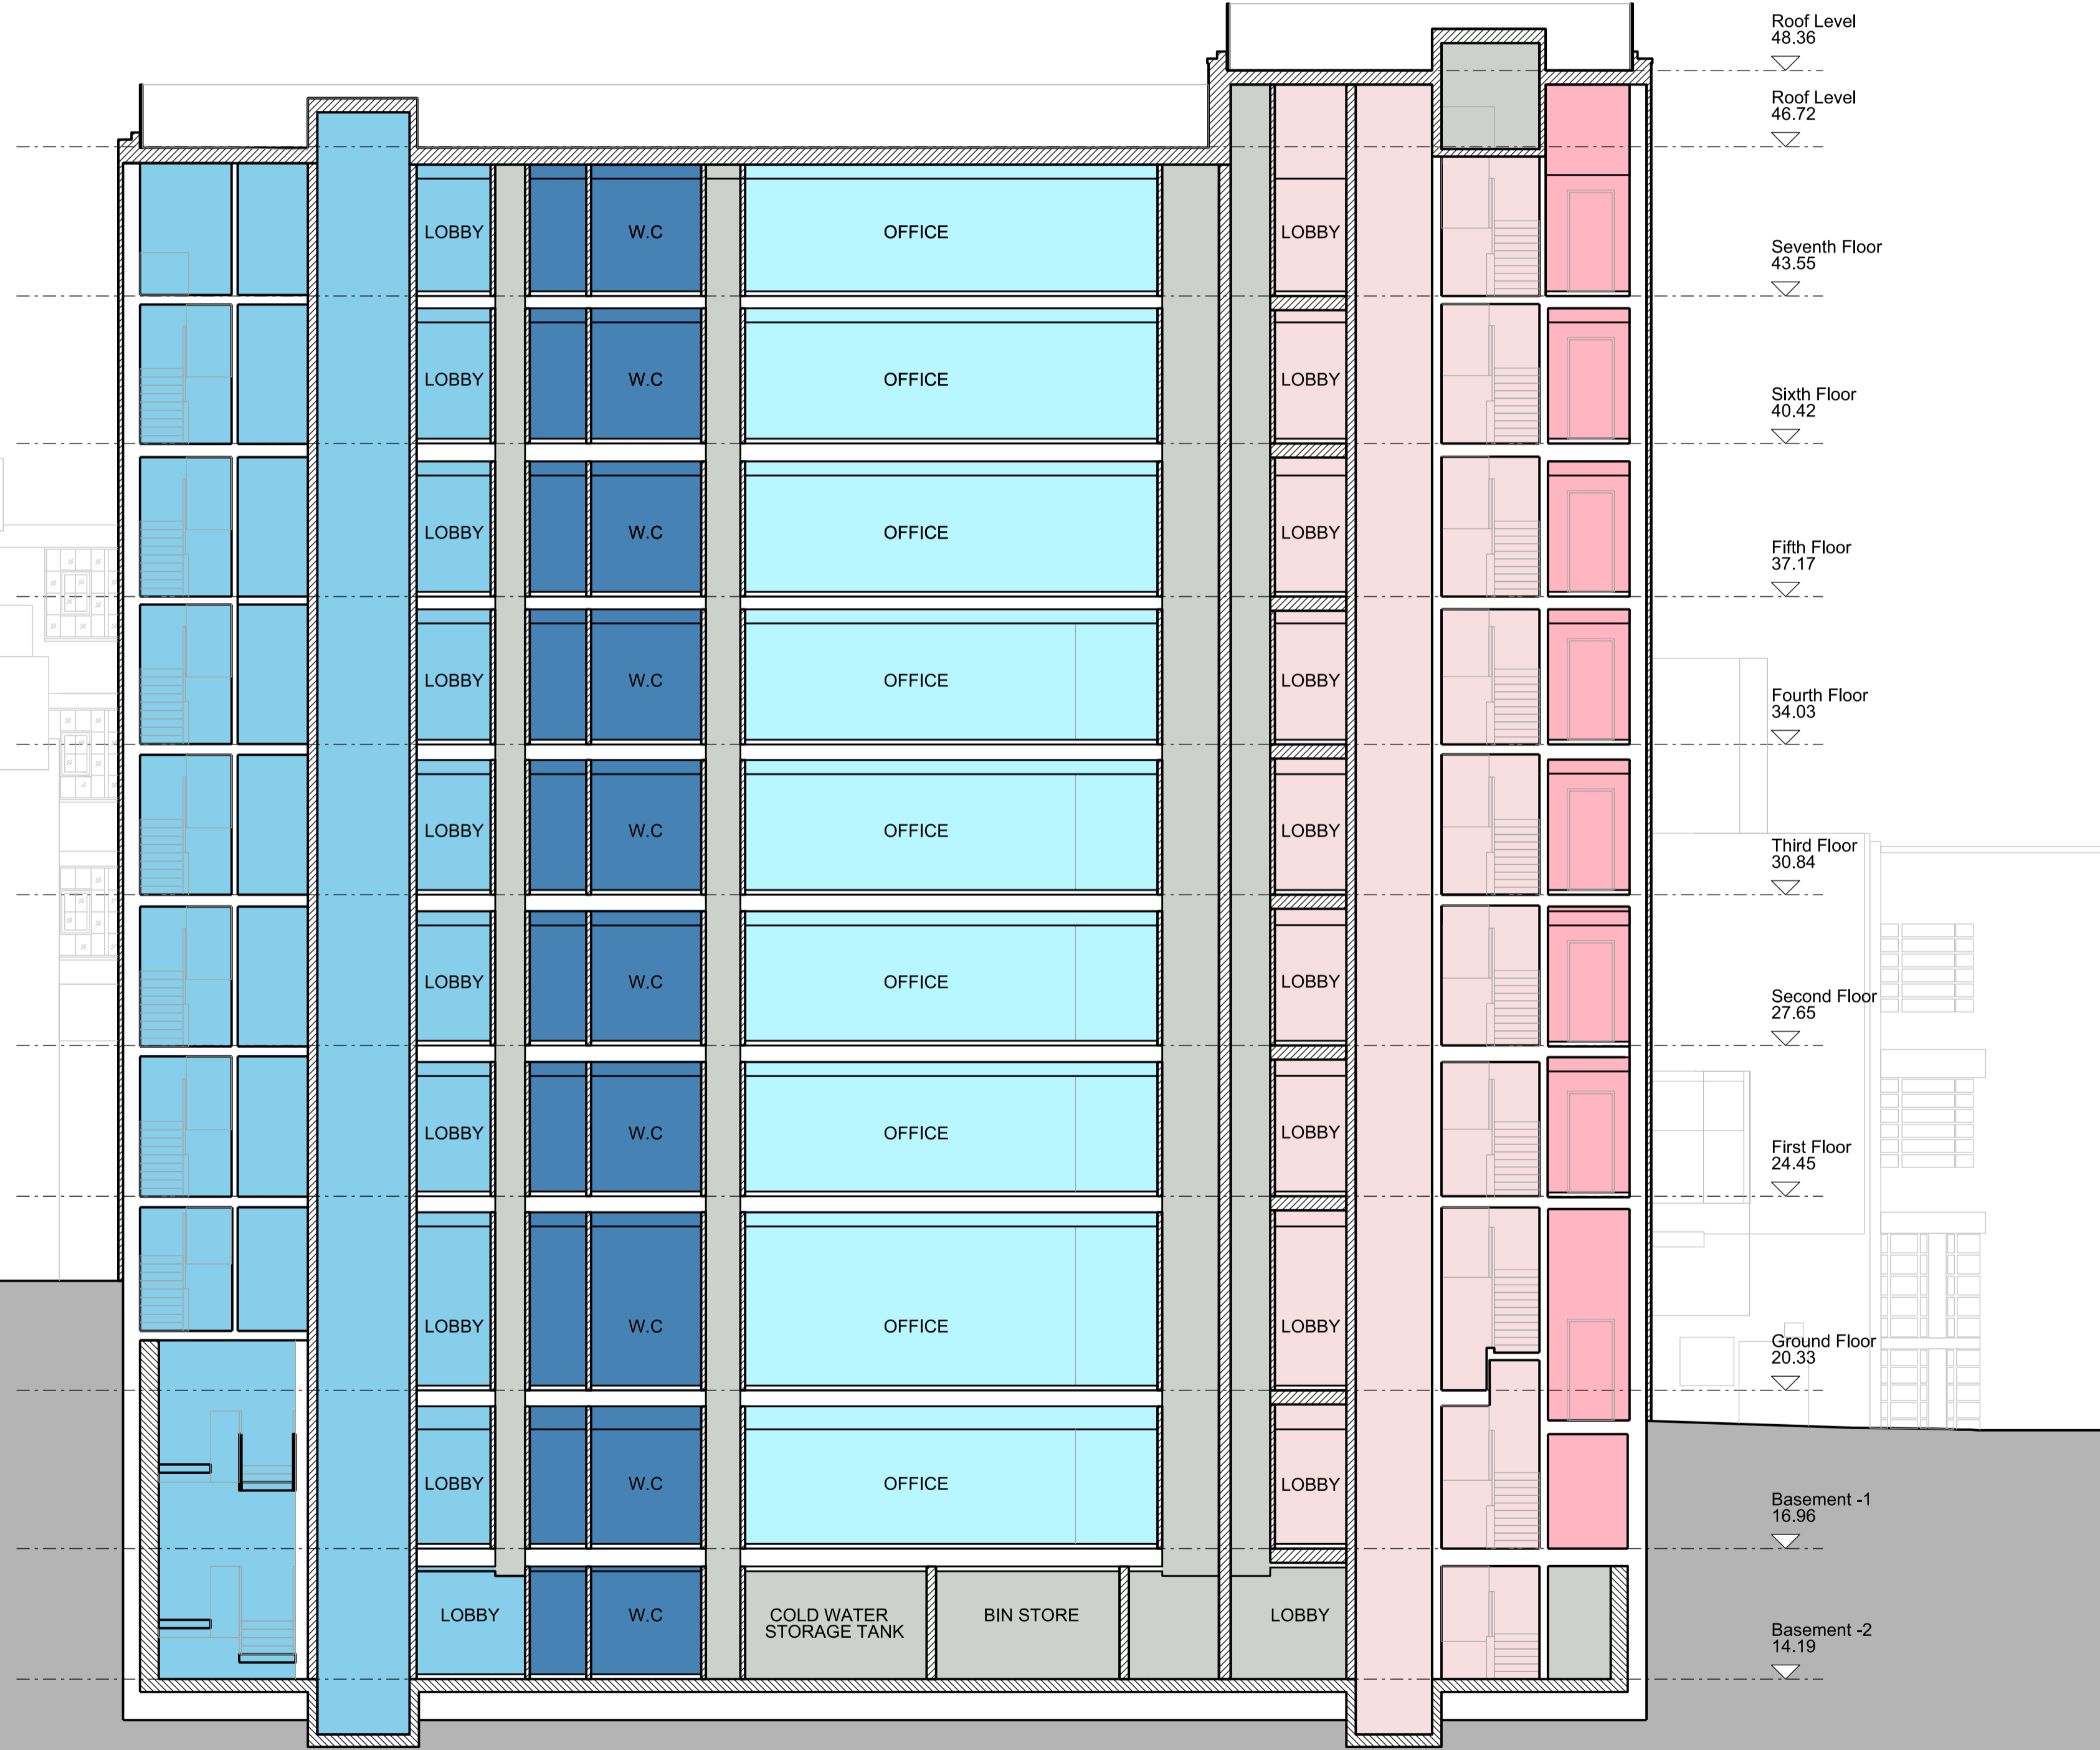 Roof Level
48.36
Roof Level
46.72
LOBBY W.C OFFICE LOBBY
Seventh Floor
43.55
LOBBY W.C OFFICE LOBBY
Sixth Floor
40.42
LOBBY W.C OFFICE LOBBY
Fifth Floor
37.17
LOBBY W.C OFFICE LOBBY
Fourth Floor
34.03
LOBBY W.C OFFICE LOBBY
Third Floor
30.84
LOBBY W.C OFFICE LOBBY
Second Floor
27.65
LOBBY W.C OFFICE LOBBY
First Floor
24.45
LOBBY W.C OFFICE LOBBY
Ground Floor
20.33
LOBBY W.C OFFICE LOBBY
Basement -1
16.96
LOBBY W.C COLD WATER BIN STORE LOBBY
STORAGE TANK
Basement -2
14.19